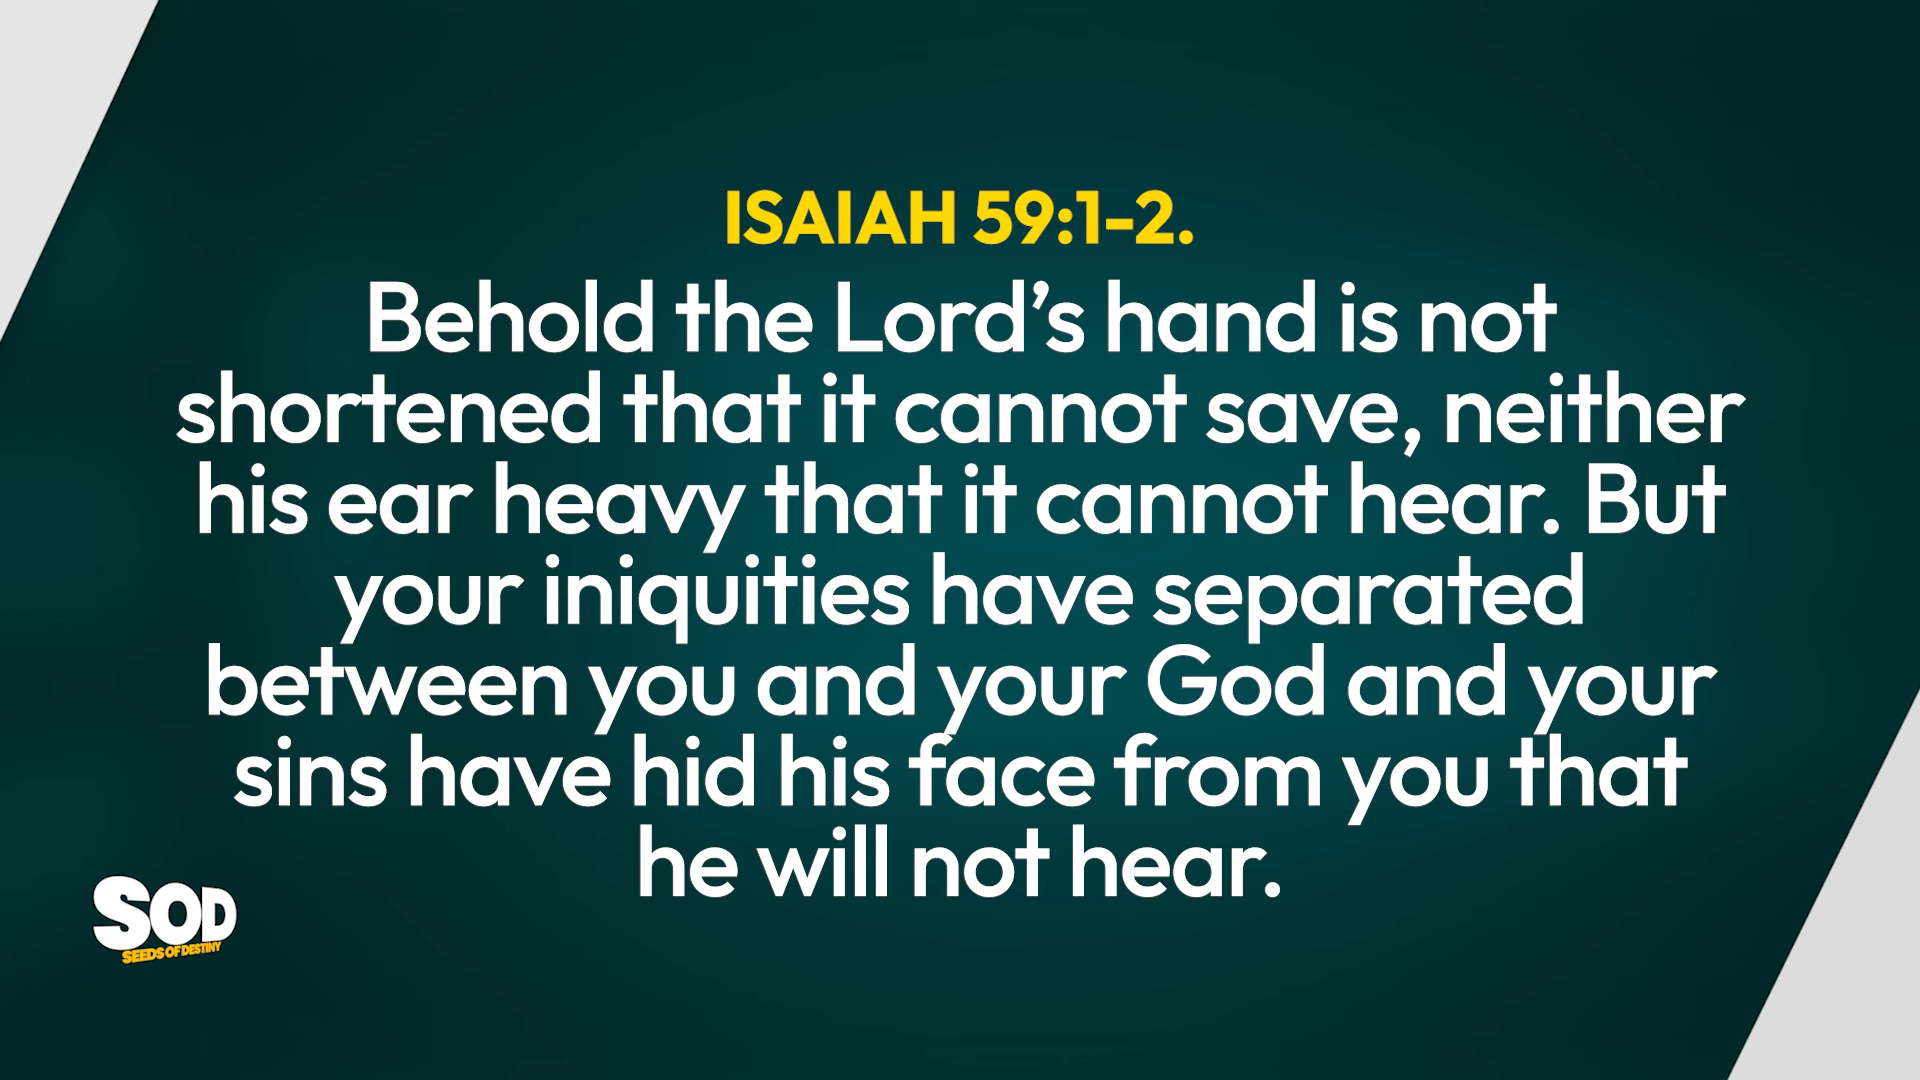 ISAIAH 59:1-2.
Behold the Lord’s hand is not
shortened that it cannot save, neither
his ear heavy that it cannot hear. But
your iniquities have separated
between you and your God and your
sins have hid his face from you that
he will not hear.
SOD
SEEDS OF DESTINY